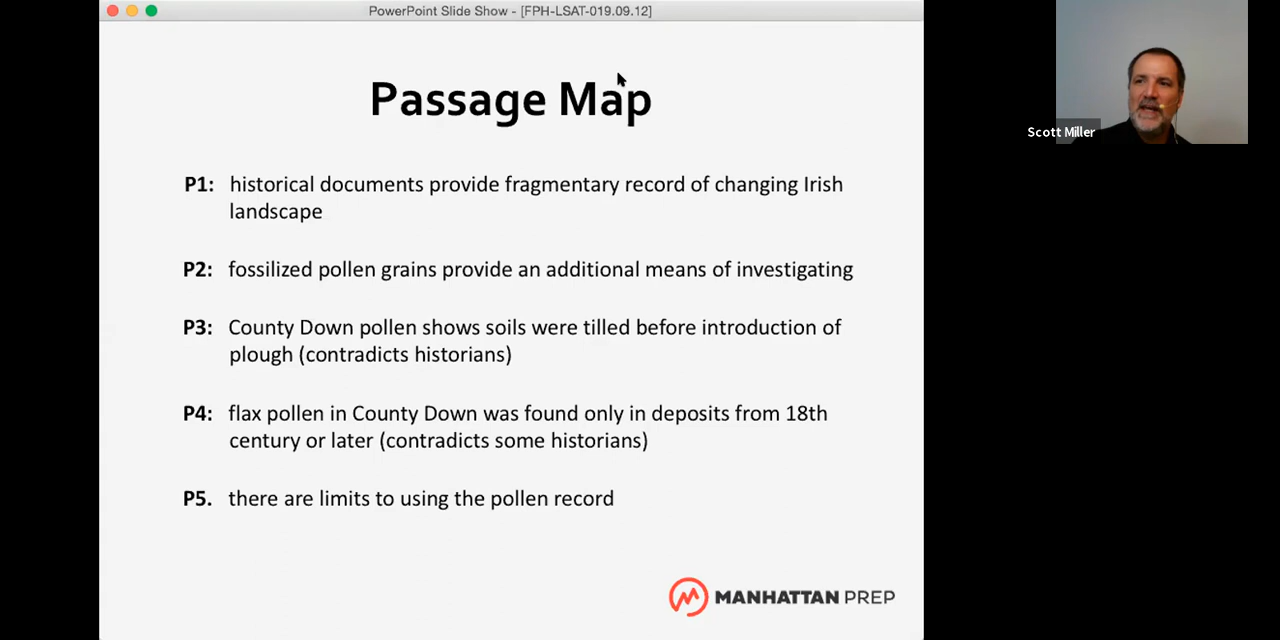 PowerPoint Slide Show - [FPH-LSAT-019.09.12]
Passage Map
Scott Miller
P1: historical documents provide fragmentary record of changing Irish
landscape
P2: fossilized pollen grains provide an additional means of investigating
P3: County Down pollen shows soils were tilled before introduction of
plough (contradicts historians)
P4: flax pollen in County Down was found only in deposits from 18th
century or later (contradicts some historians)
P5. there are limits to using the pollen record
MANHATTAN PREP